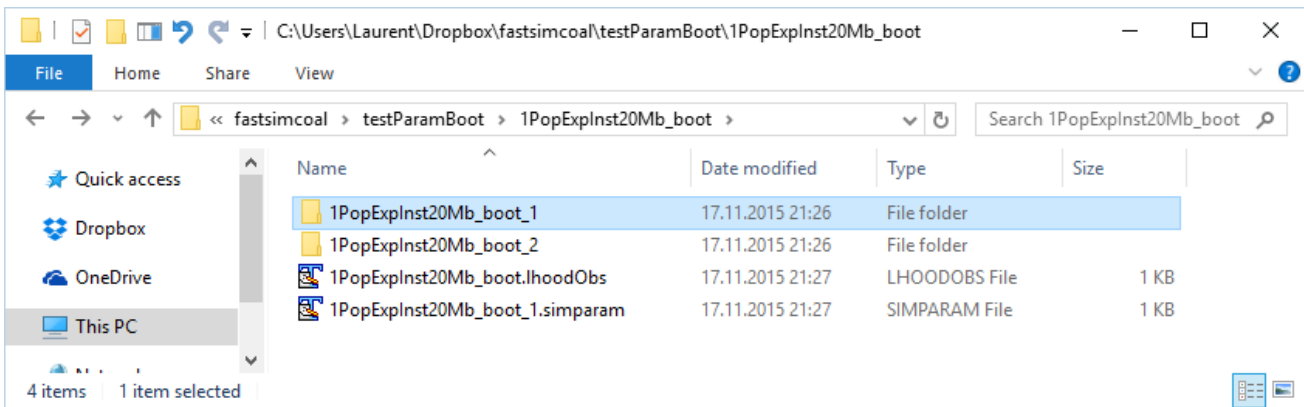 C:\Users\Laurent\Dropbox\fastsimcoal\testParamBoot\1PopExpInst20Mb_boot
File Home Share View
« fastsimcoal > testParamBoot > 1PopExpInst20Mb_boot > Search 1PopExpInst20Mb_boot
Name Date modified Type Size
Quick access
1PopExpInst20Mb_boot_1 17.11.2015 21:26 File folder
Dropbox
1PopExpInst20Mb_boot_2 17.11.2015 21:26 File folder
OneDrive
1PopExpInst20Mb_boot.lhoodObs 17.11.2015 21:27 LHOODOBS File 1 KB
This PC
1PopExpInst20Mb_boot_1.simparam 17.11.2015 21:27 SIMPARAM File 1 KB
4 items 1 item selected